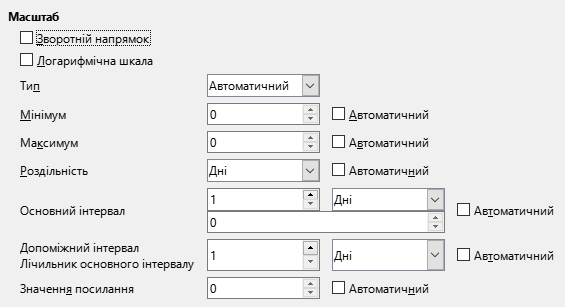 Масштаб
Зворотній напрямок
Логарифмічна шкала
Тип Автоматичний
Мінімум 0 Автоматичний
Максимум 0 Автоматичний
Роздільність Дні Автоматичний
1 Дні
Основний інтервал Автоматичний
0
Допоміжний інтервал
Лічильник основного інтервалу 1 Дні Автоматичний
Значення посилання 0 Автоматичний